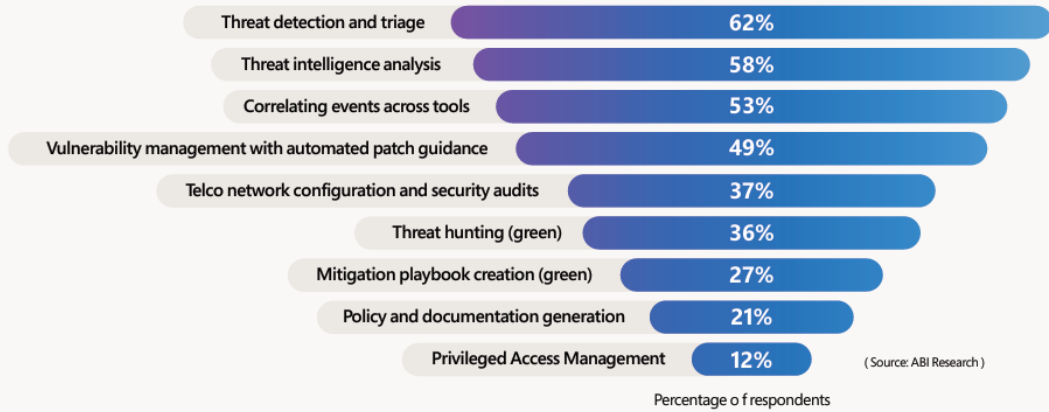 Threat detection and triage 62%
Threat intelligence analysis 58%
Correlating events across tools 53%
Vulnerability management with automated patch guidance 49%
Telco network configuration and security audits 37%
Threat hunting (green) 36%
Mitigation playbook creation (green) 27%
Policy and documentation generation 21%
Privileged Access Management 12% ( Source: ABI Research )
Percentage o f respondents